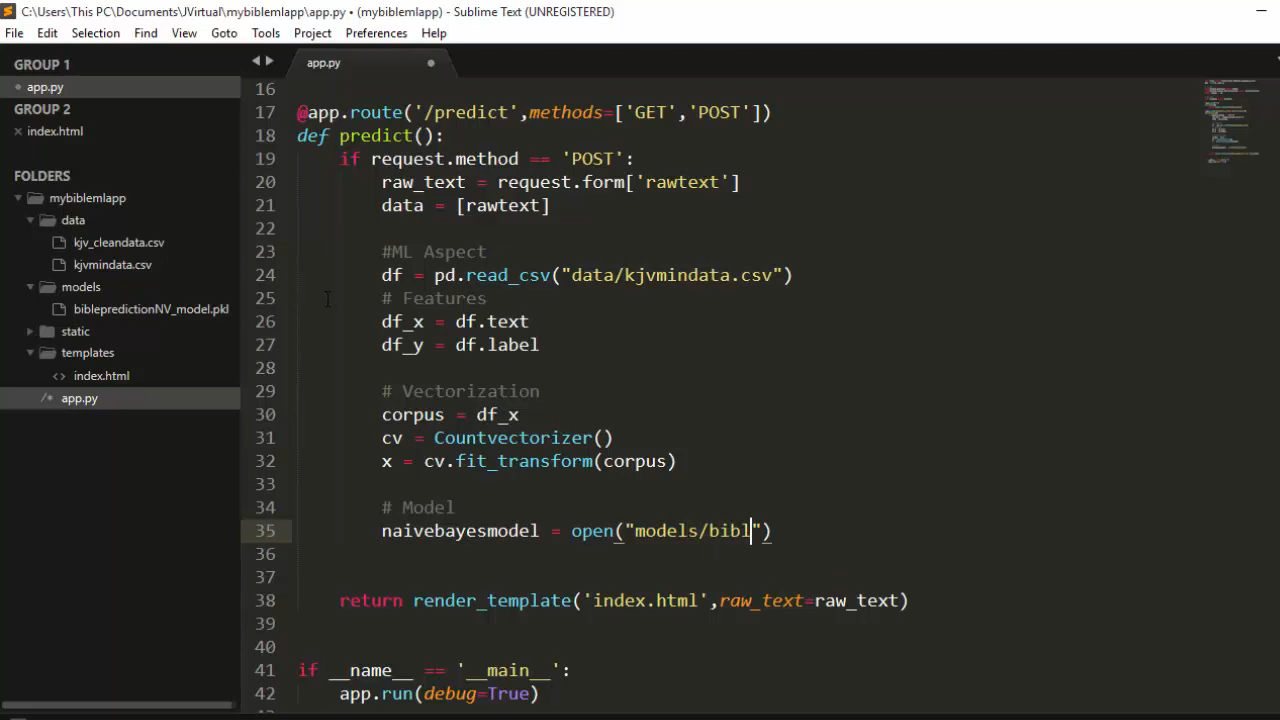 C:\Users\This PC\Documents\JVirtual\mybiblemlapp\app.py • (mybiblemlapp) - Sublime Text (UNREGISTERED)
File Edit Selection Find View Goto Tools Project Preferences Help
GROUP 1
app.py
GROUP 2
index.html
FOLDERS
mybiblemlapp
data
kjv_cleandata.csv
kjvmindata.csv
models
biblepredictionNV_model.pkl
static
templates
<> index.html
/* app.py
app.py
16
17 @app.route('/predict',methods=['GET','POST'])
18 def predict():
19     if request.method == 'POST':
20         raw_text = request.form['rawtext']
21         data = [rawtext]
22
23         #ML Aspect
24         df = pd.read_csv("data/kjvmindata.csv")
25         # Features
26         df_x = df.text
27         df_y = df.label
28
29         # Vectorization
30         corpus = df_x
31         cv = Countvectorizer()
32         x = cv.fit_transform(corpus)
33
34         # Model
35         naivebayesmodel = open("models/bibl")
36
37
38     return render_template('index.html',raw_text=raw_text)
39
40
41 if __name__ == '__main__':
42     app.run(debug=True)